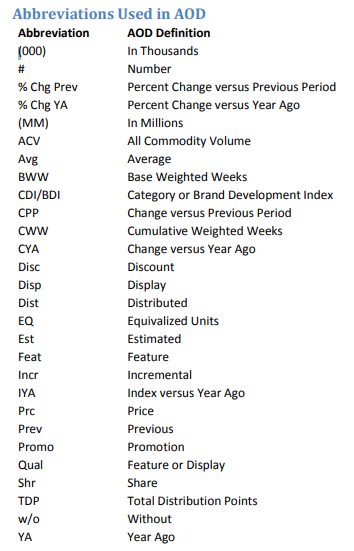 Abbreviations Used in AOD
Abbreviation AOD Definition
(000) In Thousands
# Number
% Chg Prev Percent Change versus Previous Period
% Chg YA Percent Change versus Year Ago
(MM) In Millions
ACV All Commodity Volume
Avg Average
BWW Base Weighted Weeks
CDI/BDI Category or Brand Development Index
CPP Change versus Previous Period
CWW Cumulative Weighted Weeks
CYA Change versus Year Ago
Disc Discount
Disp Display
Dist Distributed
EQ Equivalized Units
Est Estimated
Feat Feature
Incr Incremental
IYA Index versus Year Ago
Prc Price
Prev Previous
Promo Promotion
Qual Feature or Display
Shr Share
TDP Total Distribution Points
w/o Without
YA Year Ago